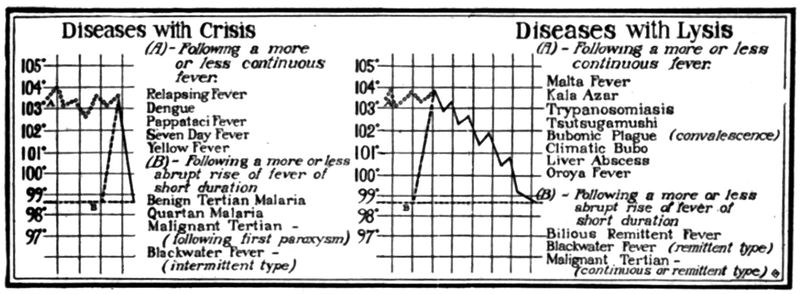 Diseases with Crisis
(A)- Following a more
or less continuous
fever.
105°
104°
103°
102°
101°
100°
99°
98°
97°
A
B
Relapsing Fever
Dengue
Pappataci Fever
Seven Day Fever
Yellow Fever
(B)- Following a more or less
abrupt rise of fever of
short duration
Benign Tertian Malaria
Quartan Malaria
Malignant Tertian -
(following first paroxysm)
Blackwater Fever -
(intermittent type)
Diseases with Lysis
(A)- Following a more or less
continuous fever.
105°
104°
103°
102°
101°
100°
99°
98°
97°
A
B
Malta Fever
Kala Azar
Trypanosomiasis
Tsutsugamushi
Bubonic Plague (convalescence)
Climatic Bubo
Liver Abscess
Oroya Fever
(B) - Following a more or less
abrupt rise of fever of
short duration
Bilious Remittent Fever
Blackwater Fever (remittent type)
Malignant Tertian-
(continuous or remittent type)